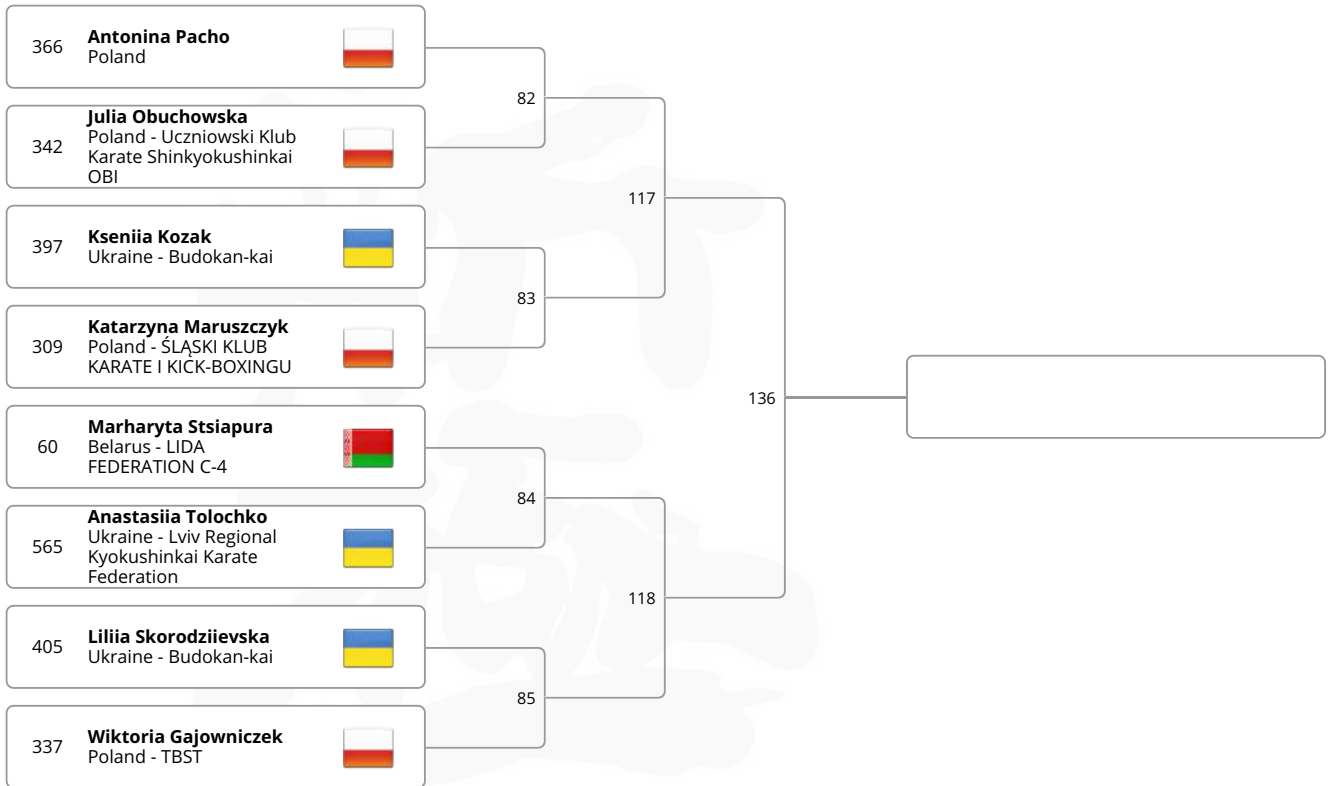 366
Antonina Pacho
Poland
342
Julia Obuchowska
Poland - Uczniowski Klub
Karate Shinkyokushinkai
OBI
82
397
Kseniia Kozak
Ukraine - Budokan-kai
309
Katarzyna Maruszczyk
Poland - ŚLĄSKI KLUB
KARATE I KICK-BOXINGU
83
117
60
Marharyta Stsiapura
Belarus - LIDA
FEDERATION C-4
565
Anastasiia Tolochko
Ukraine - Lviv Regional
Kyokushinkai Karate
Federation
84
405
Liliia Skorodziievska
Ukraine - Budokan-kai
337
Wiktoria Gajowniczek
Poland - TBST
85
118
136